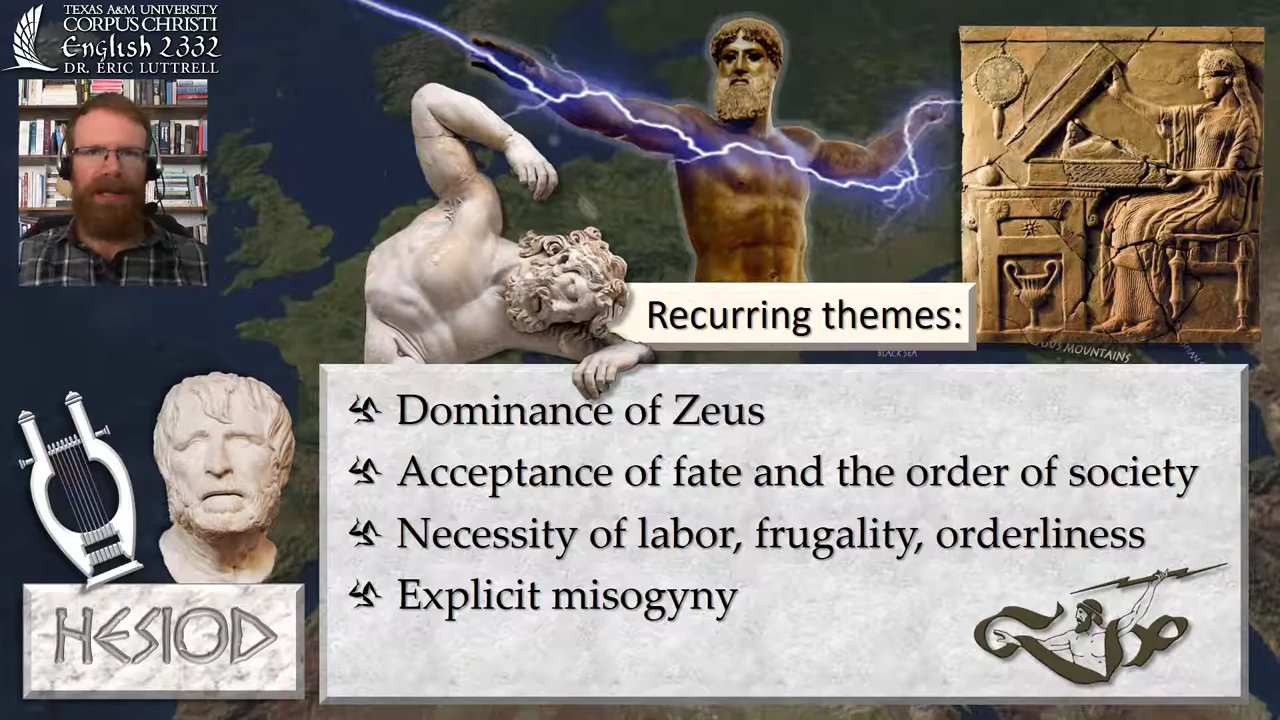 TEXAS A&M UNIVERSITY
CORPUS CHRISTI
English 2332
DR. ERIC LUTTRELL
Recurring themes:
BLACK SEA
MOUNTAINS
Dominance of Zeus
Acceptance of fate and the order of society
Necessity of labor, frugality, orderliness
Explicit misogyny
HESIOD